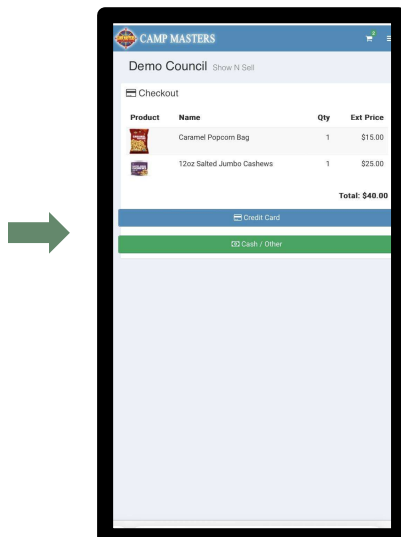 CAMP MASTERS
2
Demo Council Show N Sell
Checkout
Product Name Qty Ext Price
Caramel Popcorn Bag 1 $15.00
12oz Salted Jumbo Cashews 1 $25.00
Total: $40.00
Credit Card
Cash / Other